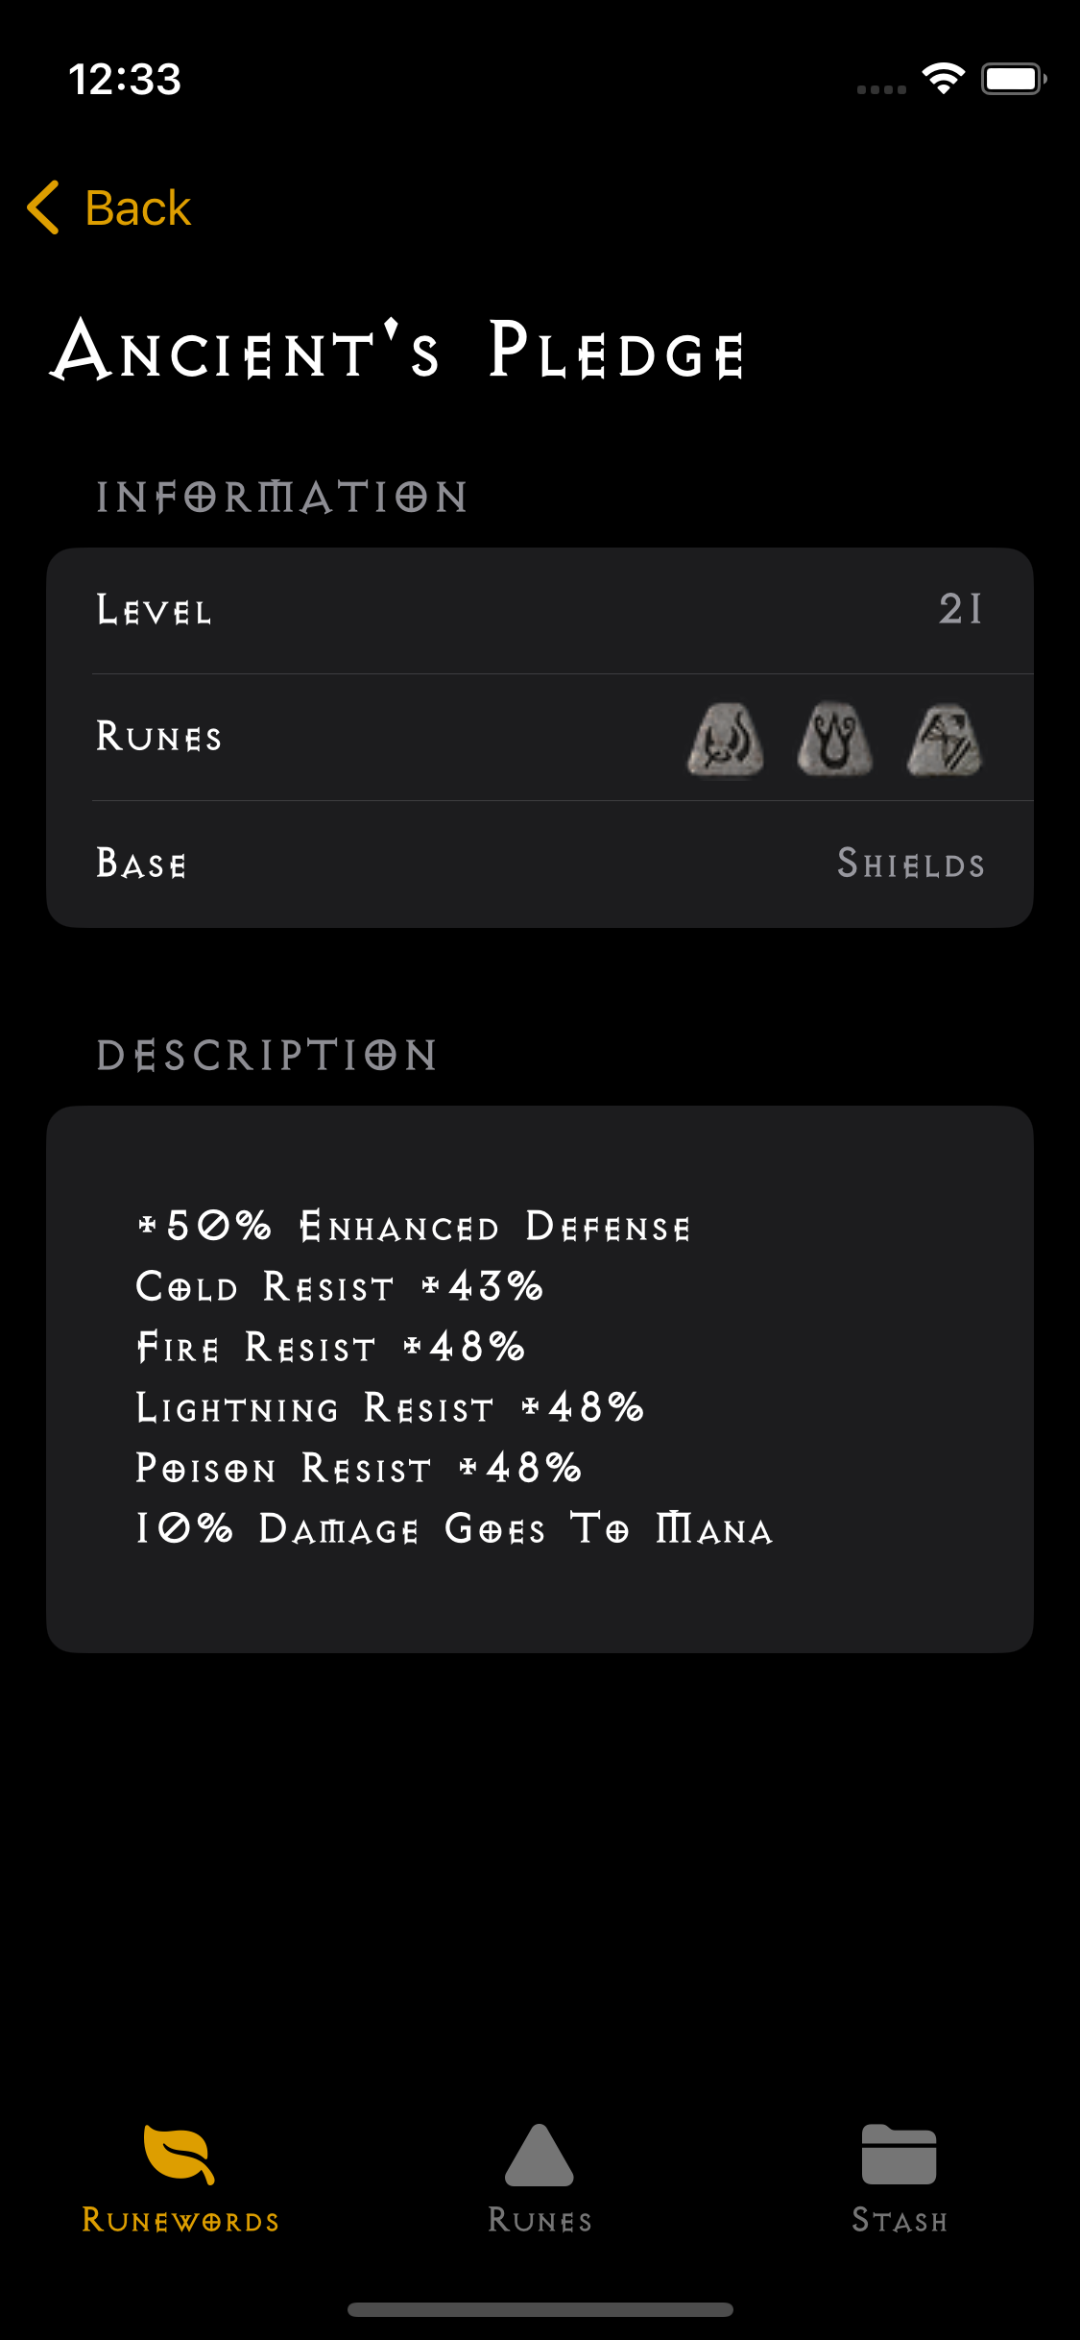 12:33
Back
Ancient's Pledge
INFORMATION
Level 21
Runes
Base Shields
DESCRIPTION
+50% Enhanced Defense
Cold Resist +43%
Fire Resist +48%
Lightning Resist +48%
Poison Resist +48%
10% Damage Goes To Mana
Runewords Runes Stash